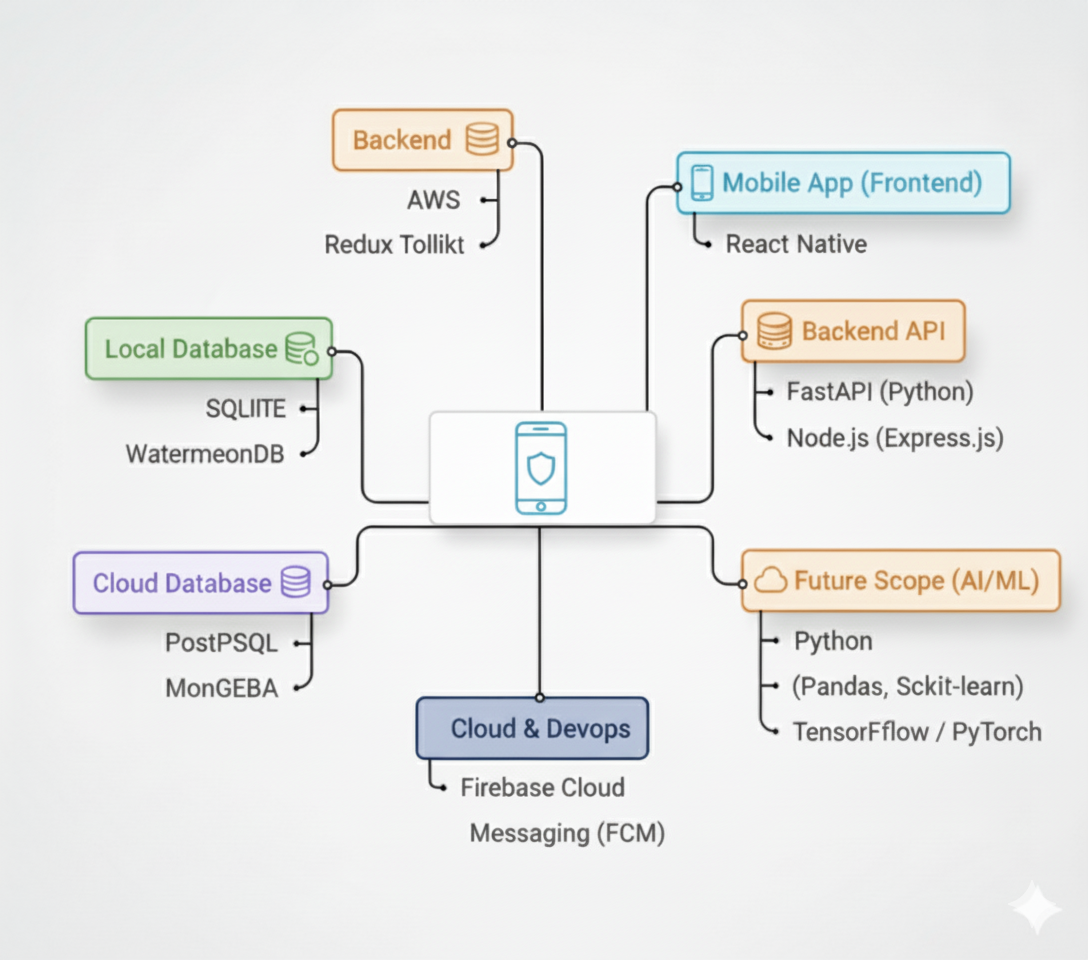 Backend
AWS
Redux Tollikt
Mobile App (Frontend)
React Native
Local Database
SQLIITE
WatermeonDB
Backend API
FastAPI (Python)
Node.js (Express.js)
Cloud Database
PostPSQL
MonGEBA
Future Scope (AI/ML)
Python
(Pandas, Sckit-learn)
TensorFflow / PyTorch
Cloud & Devops
Firebase Cloud
Messaging (FCM)